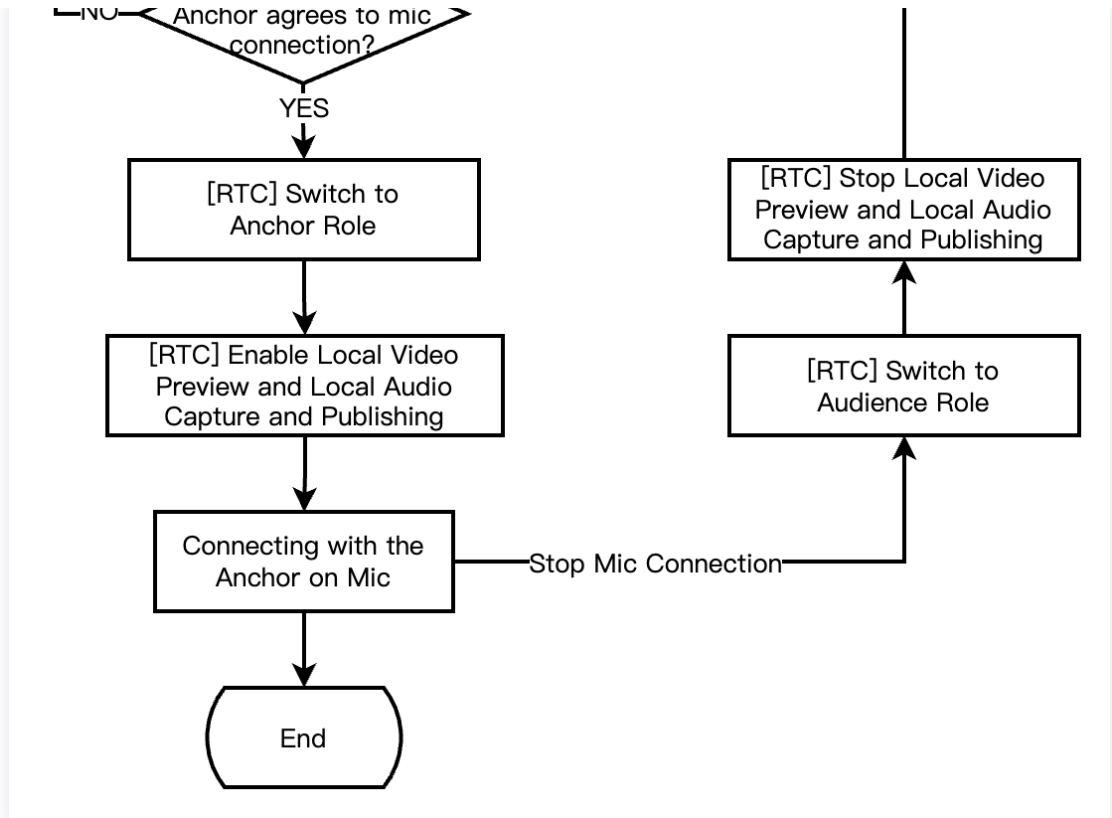 NO
Anchor agrees to mic
connection?
YES
[RTC] Switch to
Anchor Role
[RTC] Stop Local Video
Preview and Local Audio
Capture and Publishing
[RTC] Enable Local Video
Preview and Local Audio
Capture and Publishing
[RTC] Switch to
Audience Role
Connecting with the
Anchor on Mic
Stop Mic Connection
End